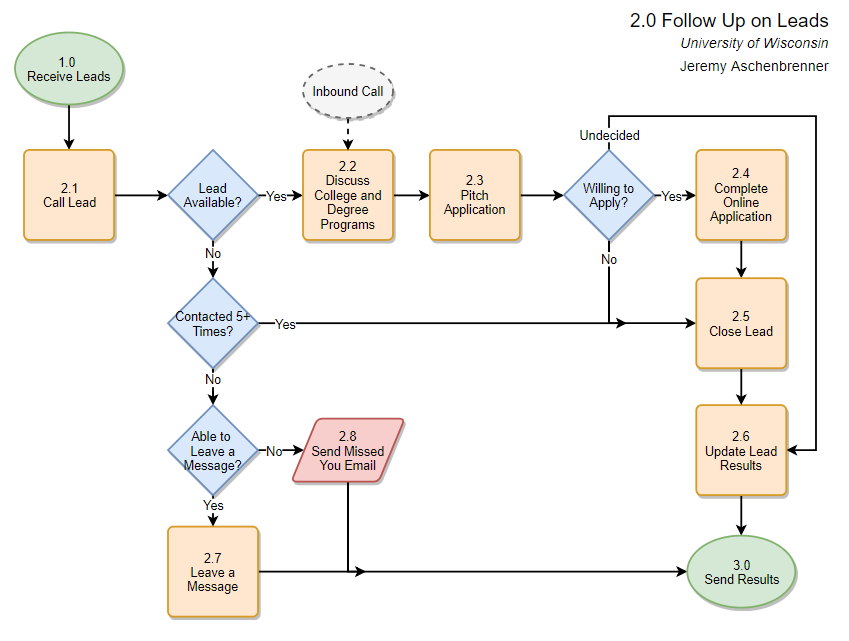 2.0 Follow Up on Leads
University of Wisconsin
Jeremy Aschenbrenner
1.0
Receive Leads
Inbound Call
Undecided
2.1
Call Lead
Lead
Available?
Yes
2.2
Discuss
College and
Degree
Programs
2.3
Pitch
Application
Willing to
Apply?
Yes
2.4
Complete
Online
Application
No
No
Contacted 5+
Times?
Yes
2.5
Close Lead
No
Able to
Leave a
Message?
No
2.8
Send Missed
You Email
2.6
Update Lead
Results
Yes
2.7
Leave a
Message
3.0
Send Results